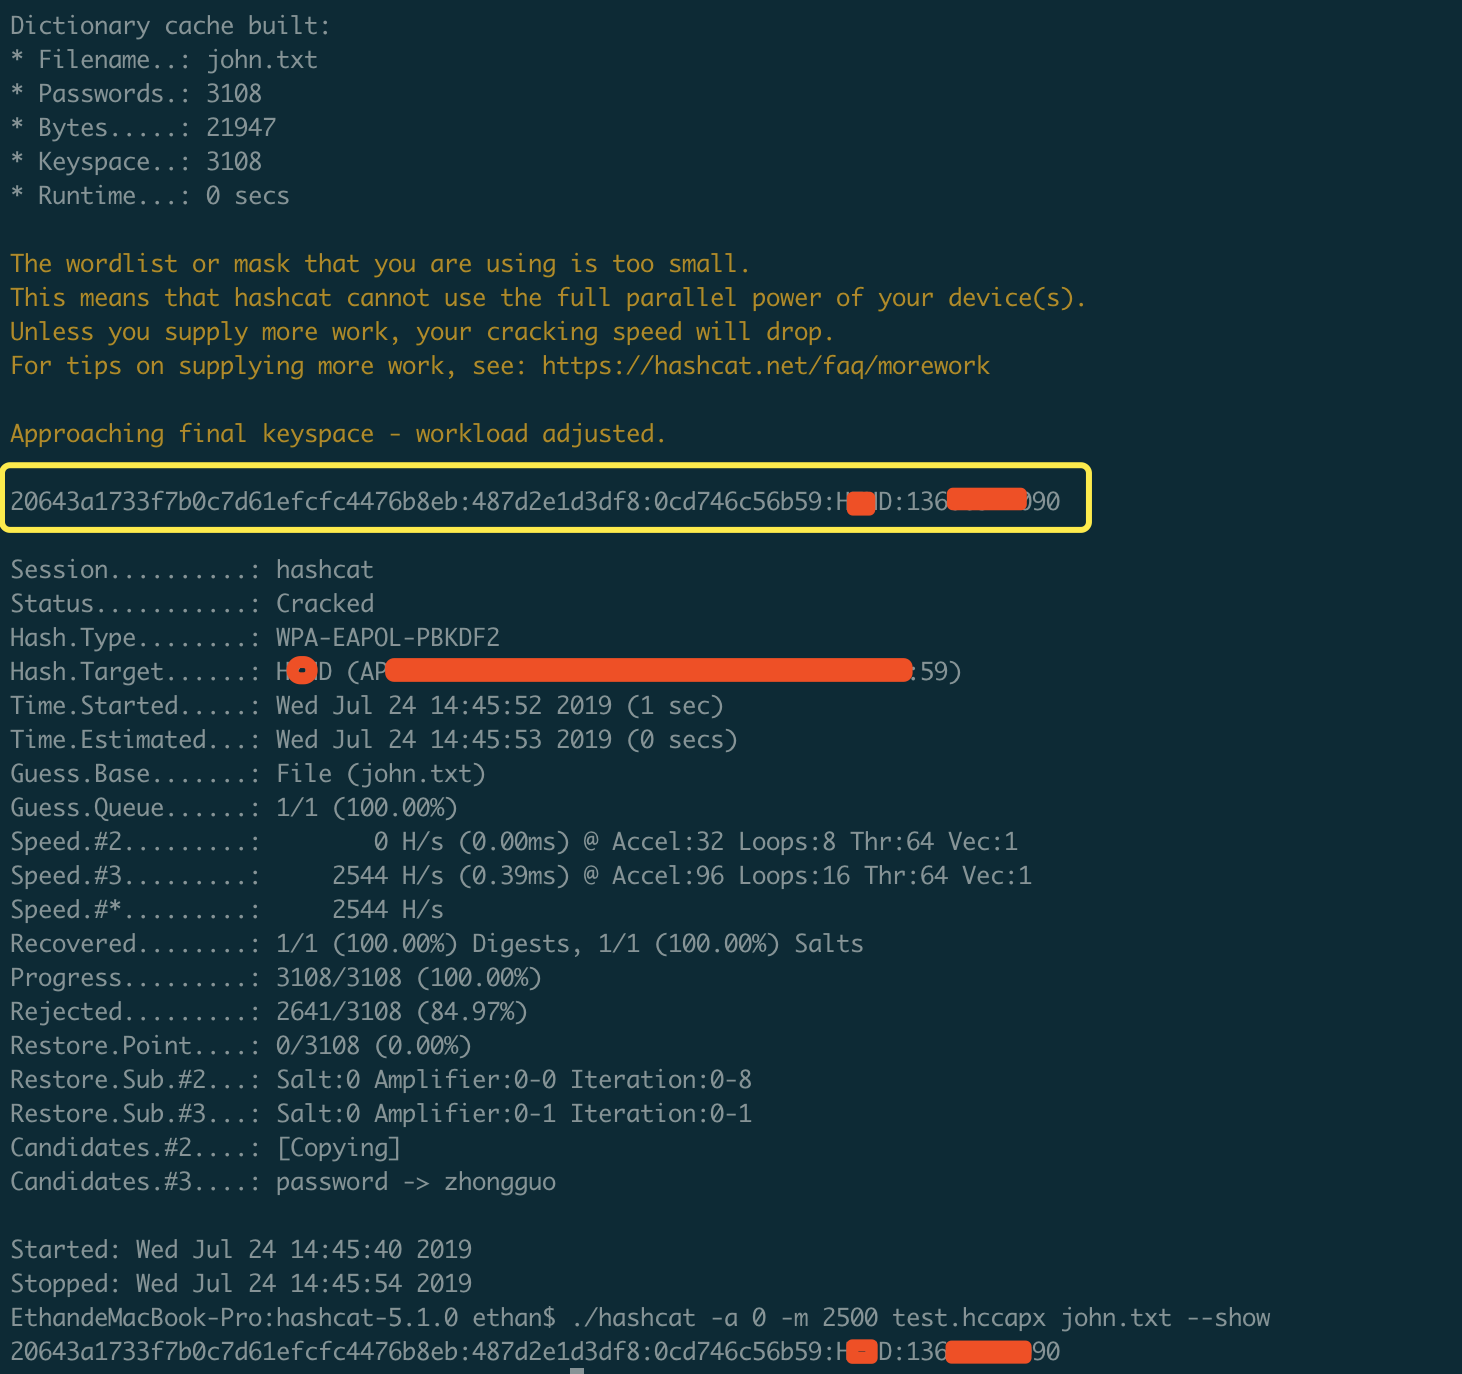 Dictionary cache built:
* Filename..: john.txt
* Passwords.: 3108
* Bytes.....: 21947
* Keyspace..: 3108
* Runtime...: 0 secs
The wordlist or mask that you are using is too small.
This means that hashcat cannot use the full parallel power of your device(s).
Unless you supply more work, your cracking speed will drop.
For tips on supplying more work, see: https://hashcat.net/faq/morework
Approaching final keyspace - workload adjusted.
20643a1733f7b0c7d61efcfc4476b8eb:487d2e1d3df8:0cd746c56b59:H D:136 090
Session..........: hashcat
Status...........: Cracked
Hash.Type........: WPA-EAPOL-PBKDF2
Hash.Target......: H D (AP :59)
Time.Started.....: Wed Jul 24 14:45:52 2019 (1 sec)
Time.Estimated...: Wed Jul 24 14:45:53 2019 (0 secs)
Guess.Base.......: File (john.txt)
Guess.Queue......: 1/1 (100.00%)
Speed.#2.........:        0 H/s (0.00ms) @ Accel:32 Loops:8 Thr:64 Vec:1
Speed.#3.........:     2544 H/s (0.39ms) @ Accel:96 Loops:16 Thr:64 Vec:1
Speed.#*.........:     2544 H/s
Recovered........: 1/1 (100.00%) Digests, 1/1 (100.00%) Salts
Progress.........: 3108/3108 (100.00%)
Rejected.........: 2641/3108 (84.97%)
Restore.Point....: 0/3108 (0.00%)
Restore.Sub.#2...: Salt:0 Amplifier:0-0 Iteration:0-8
Restore.Sub.#3...: Salt:0 Amplifier:0-1 Iteration:0-1
Candidates.#2....: [Copying]
Candidates.#3....: password -> zhongguo
Started: Wed Jul 24 14:45:40 2019
Stopped: Wed Jul 24 14:45:54 2019
EthandeMacBook-Pro:hashcat-5.1.0 ethan$ ./hashcat -a 0 -m 2500 test.hccapx john.txt --show
20643a1733f7b0c7d61efcfc4476b8eb:487d2e1d3df8:0cd746c56b59:H D:136 90